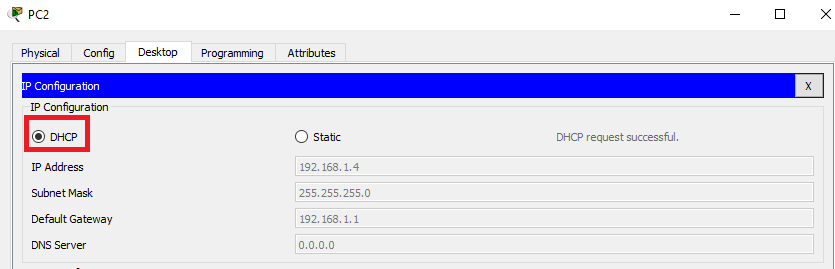 PC2
Physical Config Desktop Programming Attributes
IP Configuration X
IP Configuration
DHCP Static DHCP request successful.
IP Address 192.168.1.4
Subnet Mask 255.255.255.0
Default Gateway 192.168.1.1
DNS Server 0.0.0.0